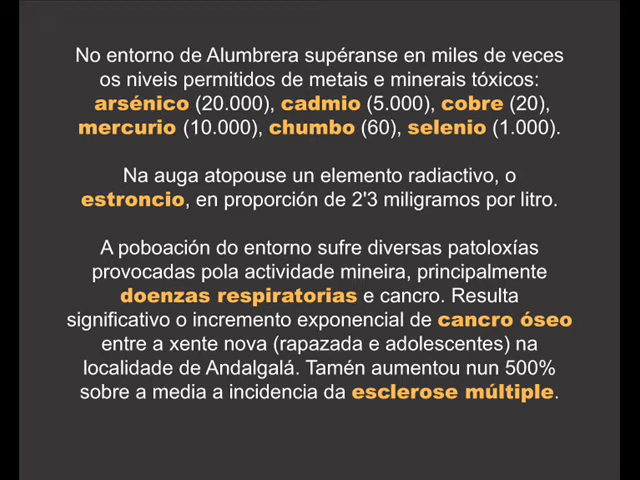 No entorno de Alumbrera supéranse en miles de veces
os niveis permitidos de metais e minerais tóxicos:
arsénico (20.000), cadmio (5.000), cobre (20),
mercurio (10.000), chumbo (60), selenio (1.000).
Na auga atopouse un elemento radiactivo, o
estroncio, en proporción de 2'3 miligramos por litro.
A poboación do entorno sufre diversas patoloxías
provocadas pola actividade mineira, principalmente
doenzas respiratorias e cancro. Resulta
significativo o incremento exponencial de cancro óseo
entre a xente nova (rapazada e adolescentes) na
localidade de Andalgalá. Tamén aumentou nun 500%
sobre a media a incidencia da esclerose múltiple.